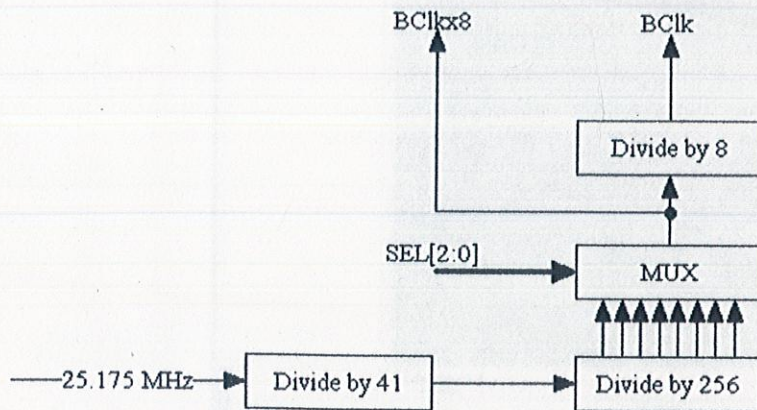 BClkx8
BClk
Divide by 8
SEL[2:0]
MUX
25.175 MHz
Divide by 41
Divide by 256